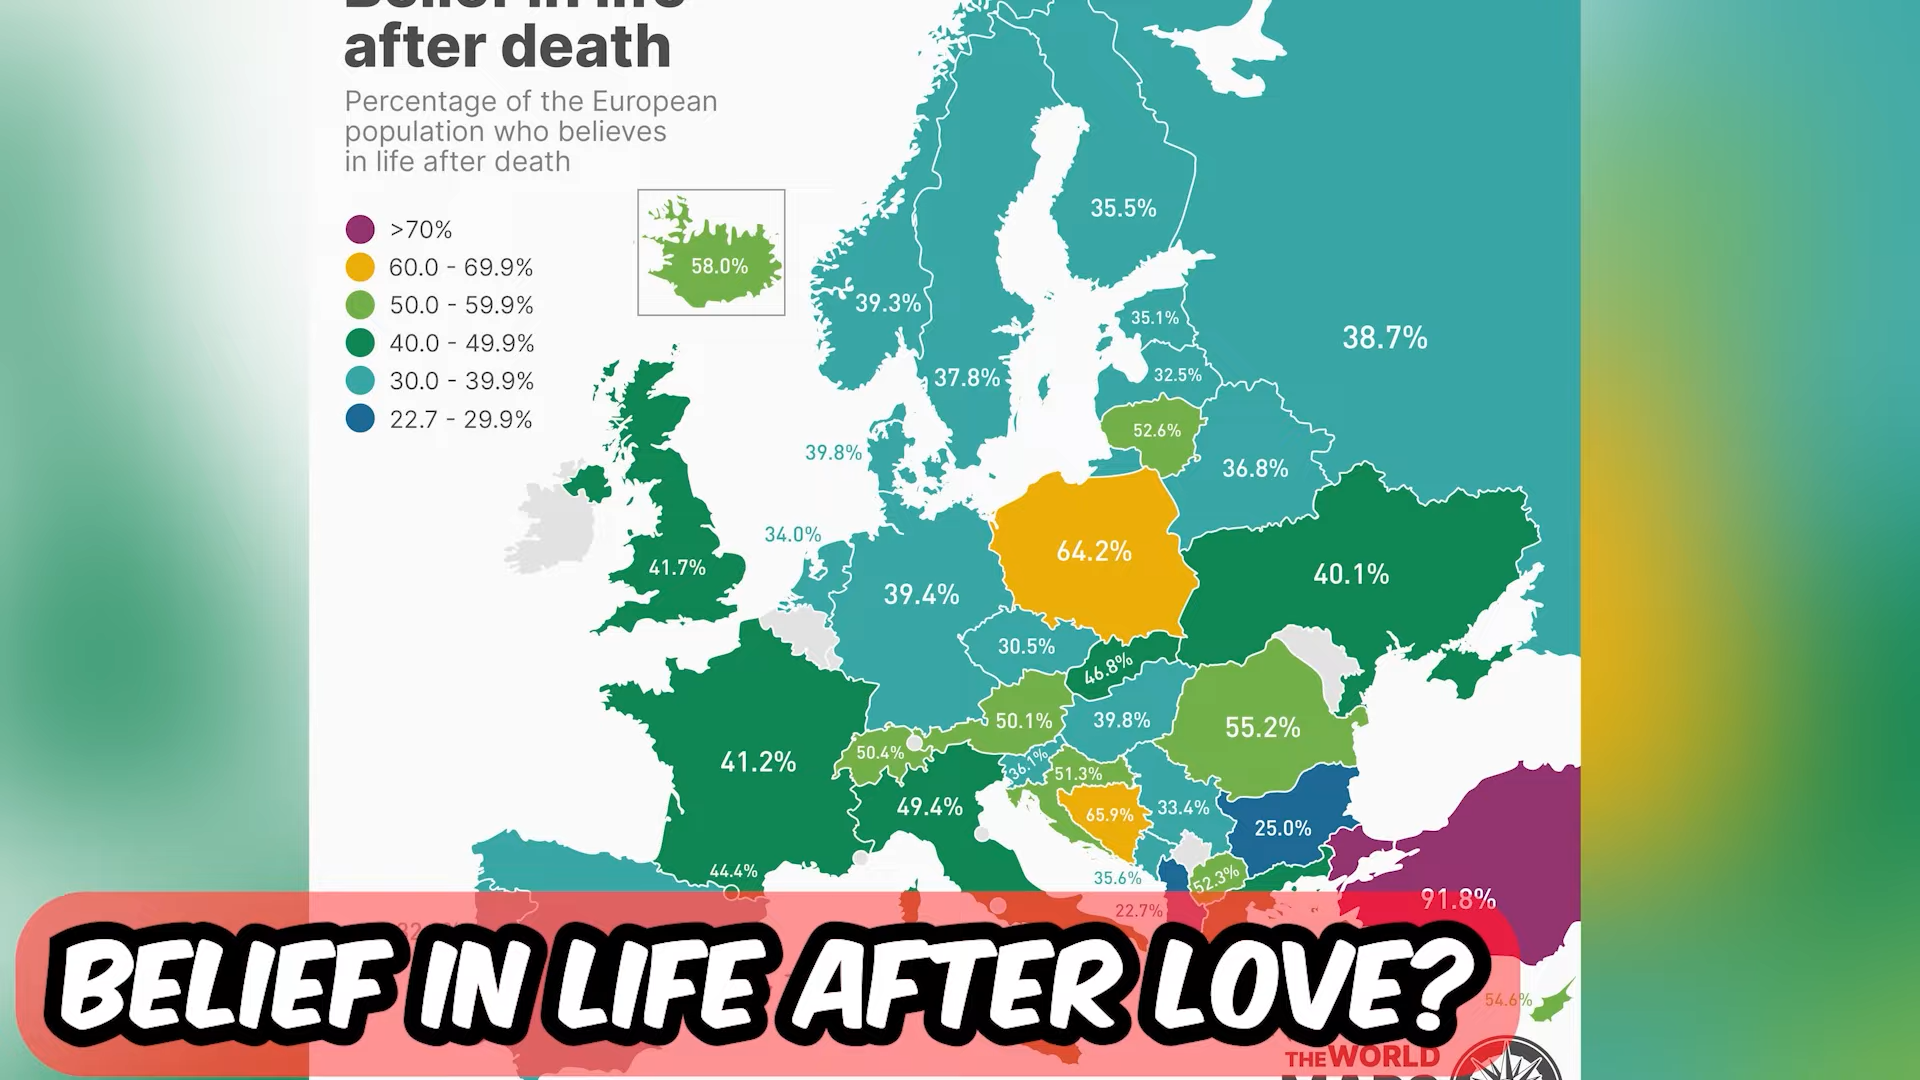 Belief in life
after death
Percentage of the European
population who believes
in life after death
>70%
60.0 - 69.9%
50.0 - 59.9%
40.0 - 49.9%
30.0 - 39.9%
22.7 - 29.9%
58.0%
35.5%
39.3%
35.1%
38.7%
37.8%
32.5%
52.6%
39.8%
36.8%
34.0%
64.2%
41.7%
40.1%
39.4%
30.5%
46.8%
50.1%
39.8%
55.2%
41.2%
50.4%
36.1%
51.3%
49.4%
65.9%
33.4%
25.0%
44.4%
35.6%
52.3%
22.7%
91.8%
BELIEF IN LIFE AFTER LOVE?
54.6%
THE WORLD
MAPS